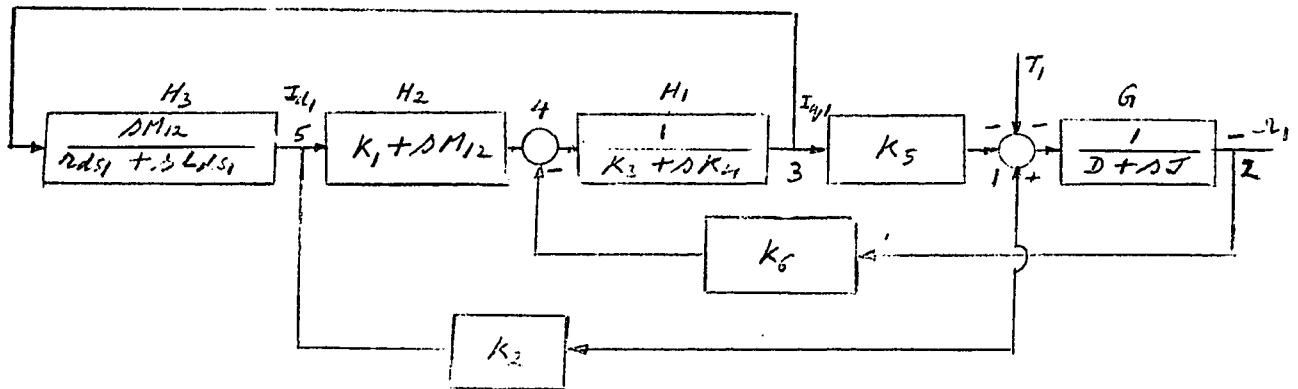 H3
sM12
rds1 + sLds1
Id1
5
H2
K1 + sM12
4
-
H1
1
K3 + sK4
Iq1
3
K5
T1
-
-
1
+
G
1
D + sJ
2
K6
K2